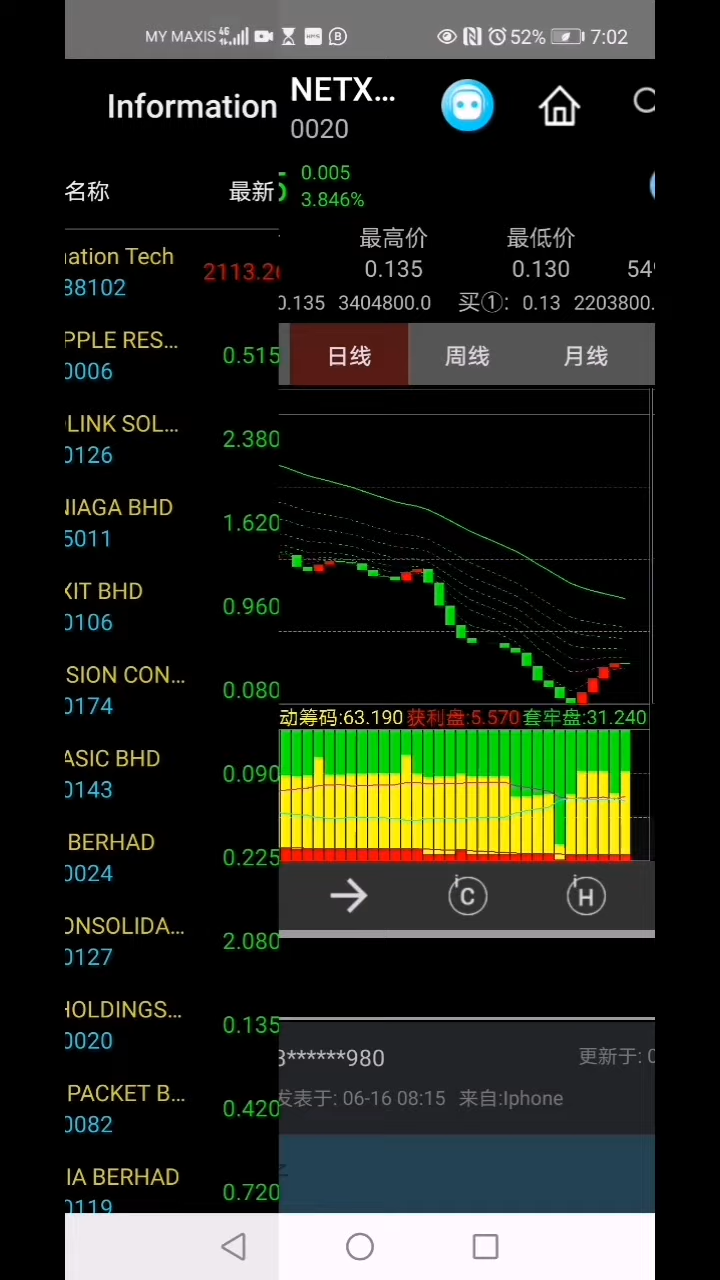 MY MAXIS 4G 52% 7:02
Information
NETX...
0020
0.005
3.846%
名称 最新
最高价 最低价
0.135 0.130
0.135 3404800.0 买①: 0.13 2203800.
日线 周线 月线
ation Tech
38102
2113.2
PPLE RES...
0006
0.515
LINK SOL...
0126
2.380
NIAGA BHD
5011
1.620
XIT BHD
0106
0.960
SION CON...
0174
0.080
动筹码:63.190 获利盘:5.570 套牢盘:31.240
ASIC BHD
0143
0.090
BERHAD
0024
0.225
C H
ONSOLIDA...
0127
2.080
HOLDINGS...
0020
0.135
3******980 更新于:
发表于: 06-16 08:15 来自:Iphone
PACKET B...
0082
0.420
IA BERHAD
0119
0.720